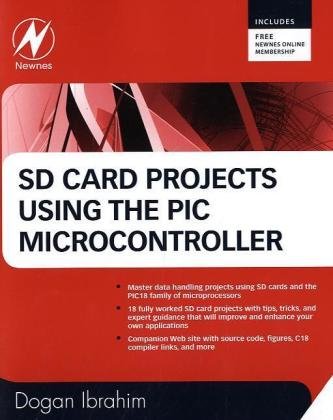 INCLUDES
FREE
NEWNES ONLINE
MEMBERSHIP
Newnes
SD CARD PROJECTS
USING THE PIC
MICROCONTROLLER
• Master data handling projects using SD cards and the
PIC18 family of microprocessors
• 18 fully worked SD card projects with tips, tricks, and
expert guidance that will improve and enhance your
own applications
• Companion Web site with source code, figures, C18
compiler links, and more
Dogan Ibrahim